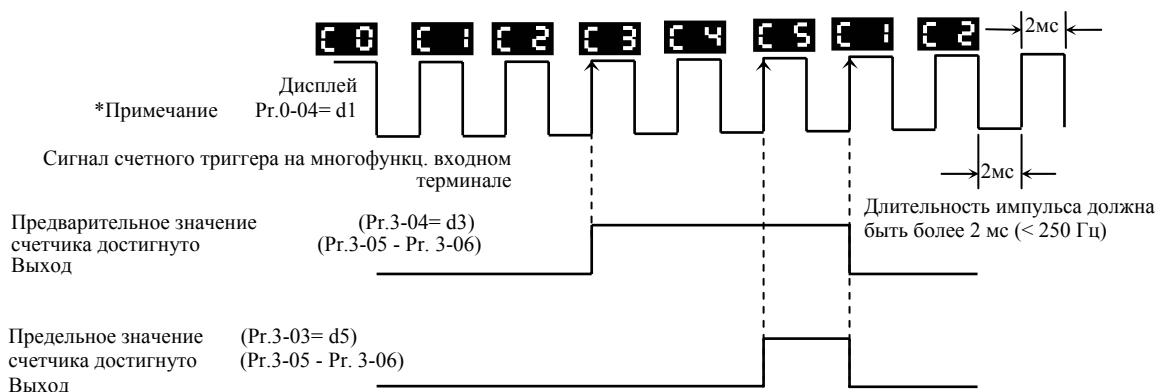 C 0 C 1 C 2 C 3 C 4 C 5 C 1 C 2 2мс
Дисплей
*Примечание Pr.0-04= d1
Сигнал счетного триггера на многофункц. входном
терминале
2мс
Длительность импульса должна
быть более 2 мс (< 250 Гц)
Предварительное значение (Pr.3-04= d3)
счетчика достигнуто (Pr.3-05 - Pr. 3-06)
Выход
Предельное значение (Pr.3-03= d5)
счетчика достигнуто (Pr.3-05 - Pr. 3-06)
Выход